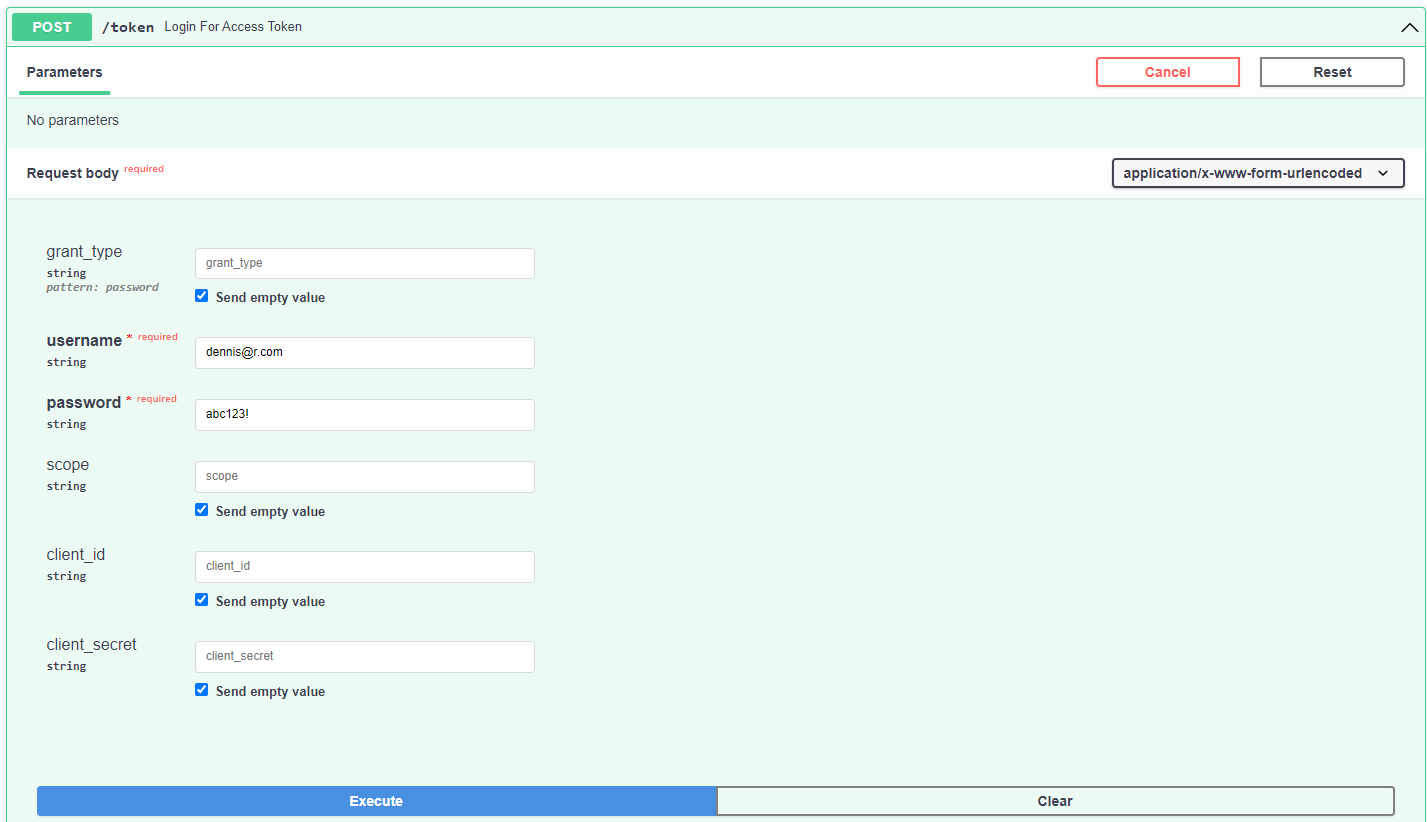 POST /token Login For Access Token
Parameters Cancel Reset
No parameters
Request body required application/x-www-form-urlencoded
grant_type
string
pattern: password
grant_type
Send empty value
username * required
string
dennis@r.com
password * required
string
abc123!
scope
string
scope
Send empty value
client_id
string
client_id
Send empty value
client_secret
string
client_secret
Send empty value
Execute Clear